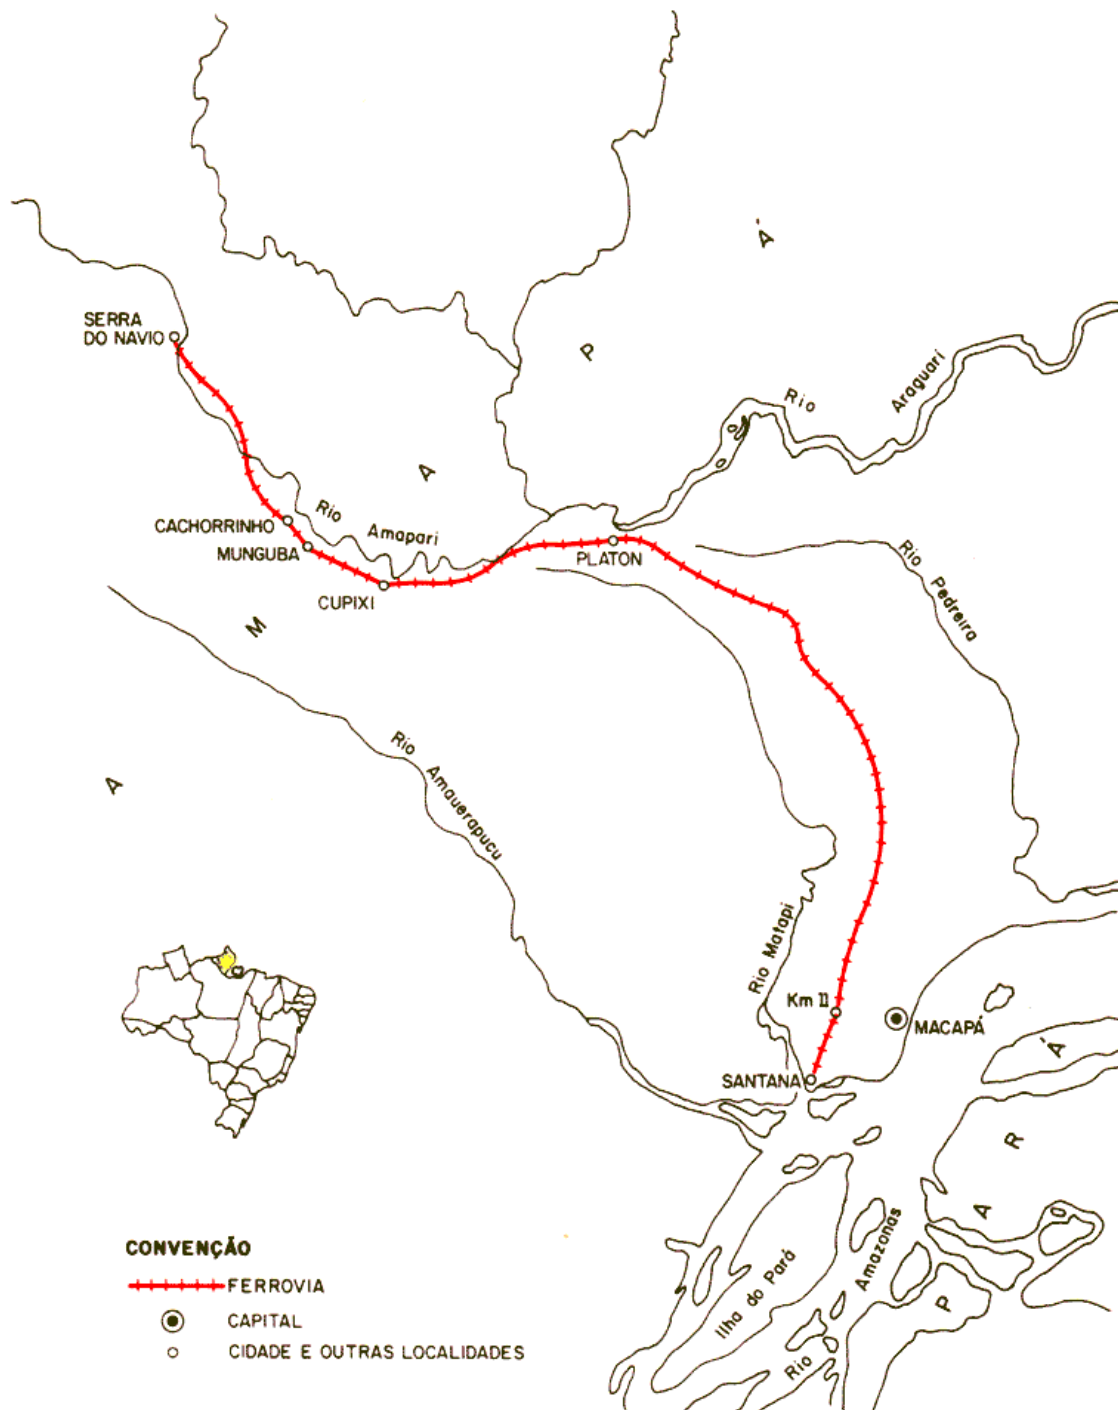 Á
P
A
M
A
SERRA
DO NAVIO
Rio Araguari
CACHORRINHO
Rio Amapari
MUNGUBA
PLATON
CUPIXI
Rio Pedreira
Rio Amauerapucu
Rio Matapi
Km 11
MACAPÁ
SANTANA
Á
R
A
P
Ilha do Pará
Rio Amazonas
CONVENÇÃO
FERROVIA
CAPITAL
CIDADE E OUTRAS LOCALIDADES